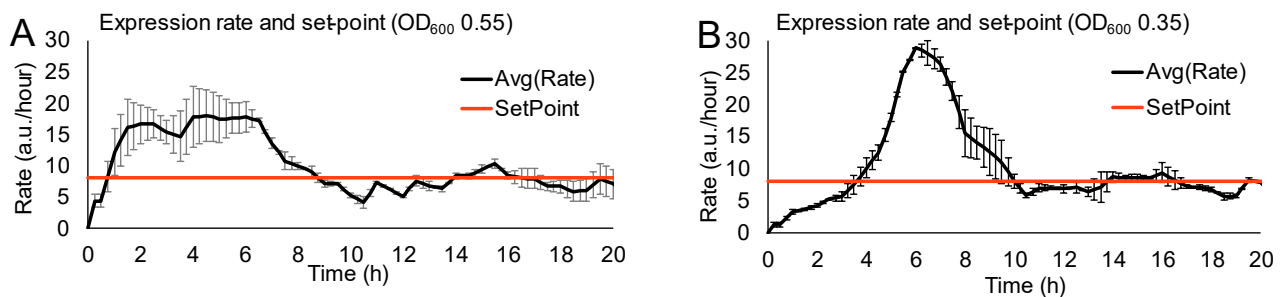 A
Expression rate and set-point (OD600 0.55)
Rate (a.u./hour)
30
25
20
15
10
5
0
Avg(Rate)
SetPoint
0 2 4 6 8 10 12 14 16 18 20
Time (h)
B
Expression rate and set-point (OD600 0.35)
Rate (a.u./hour)
30
25
20
15
10
5
0
Avg(Rate)
SetPoint
0 2 4 6 8 10 12 14 16 18 20
Time (h)